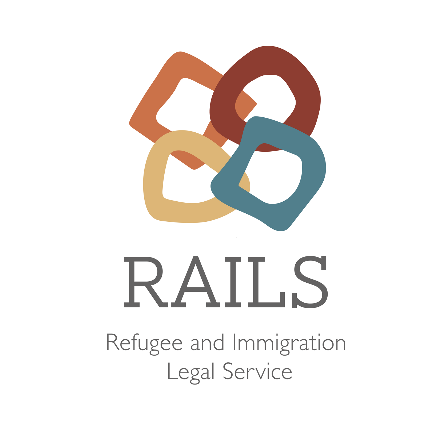 RAILS
Refugee and Immigration
Legal Service